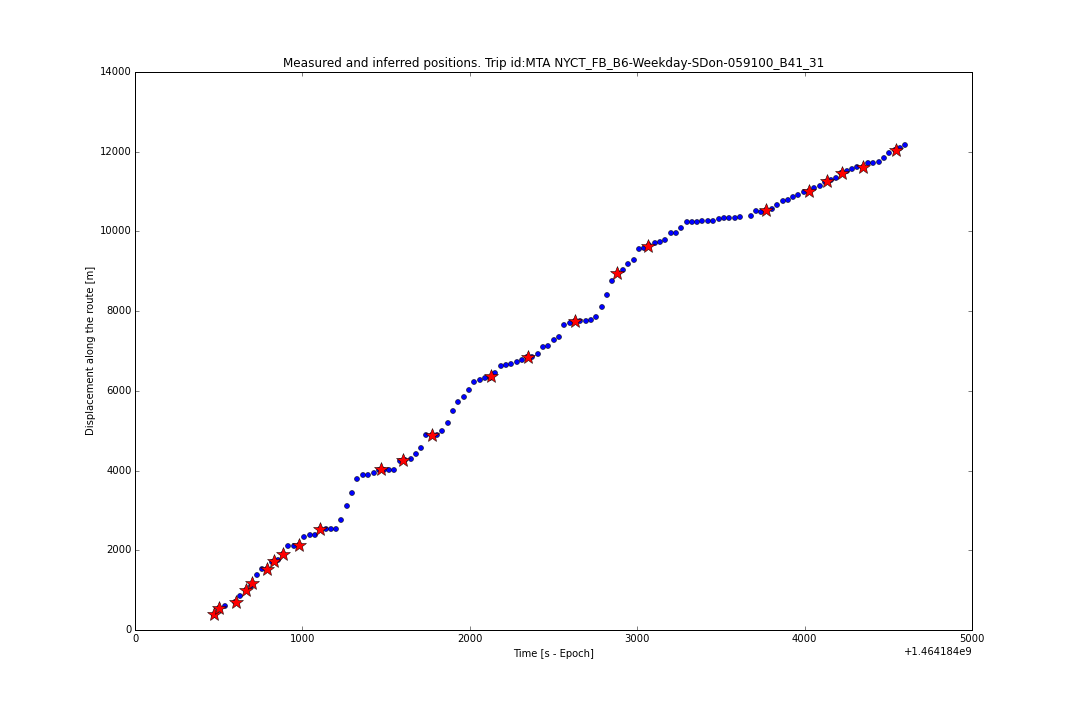 Measured and inferred positions. Trip id:MTA NYCT_FB_B6-Weekday-SDon-059100_B41_31
14000
12000
10000
8000
6000
4000
2000
0
Displacement along the route [m]
0 1000 2000 3000 4000 5000
Time [s - Epoch]
+1.464184e9